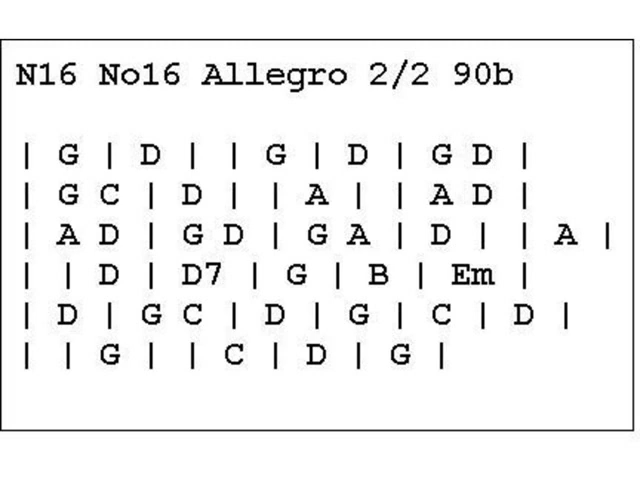 N16 No16 Allegro 2/2 90b
| G | D | | G | D | G D |
| G C | D | | A | | A D |
| A D | G D | G A | D | | A |
| | D | D7 | G | B | Em |
| D | G C | D | G | C | D |
| | G | | C | D | G |